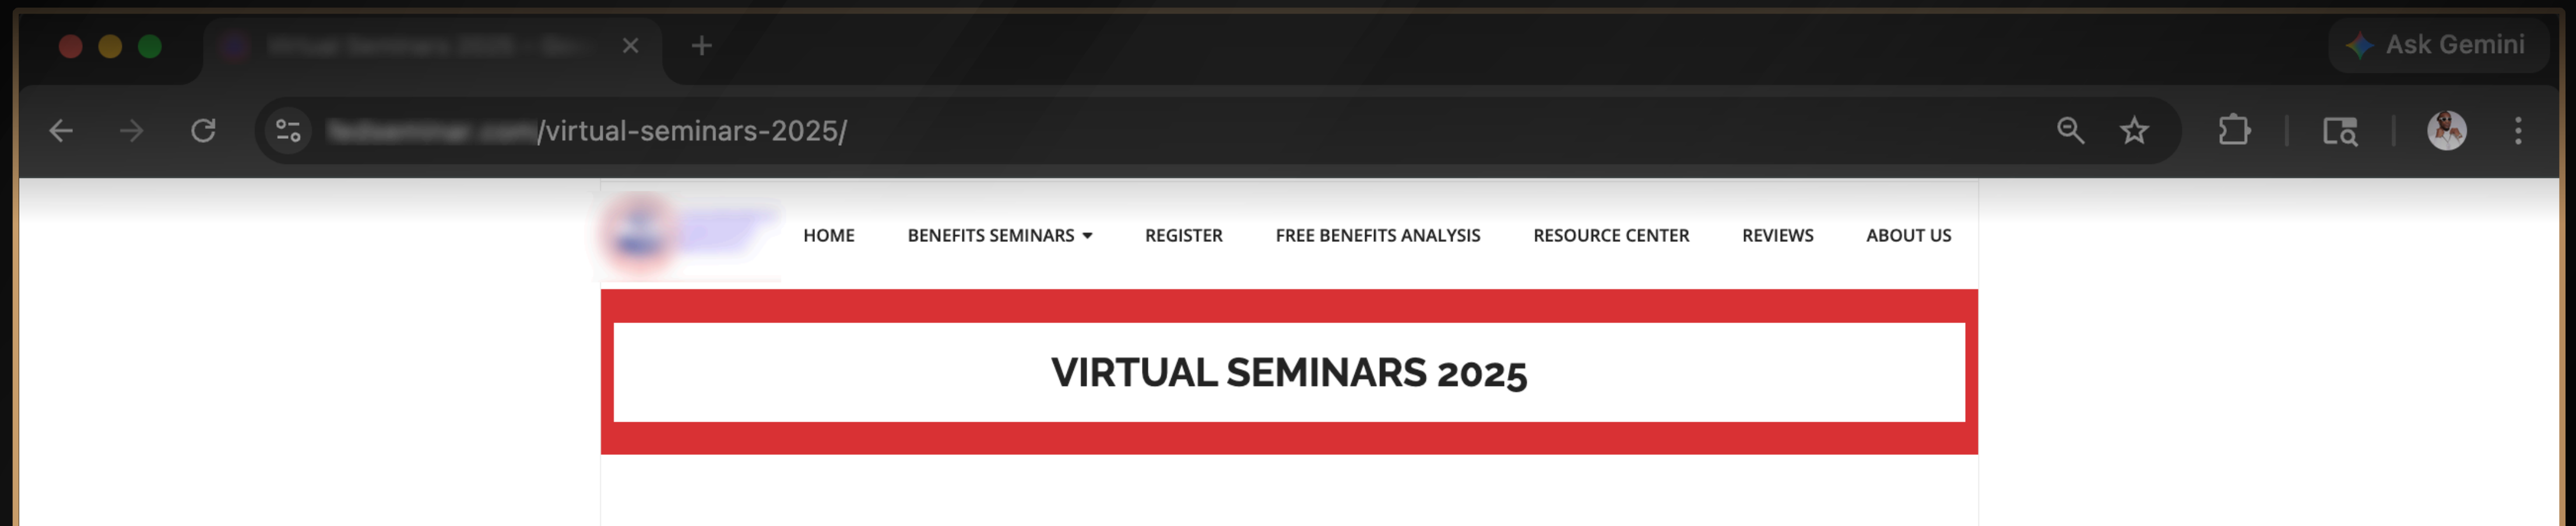 Ask Gemini
/virtual-seminars-2025/
HOME BENEFITS SEMINARS REGISTER FREE BENEFITS ANALYSIS RESOURCE CENTER REVIEWS ABOUT US
VIRTUAL SEMINARS 2025